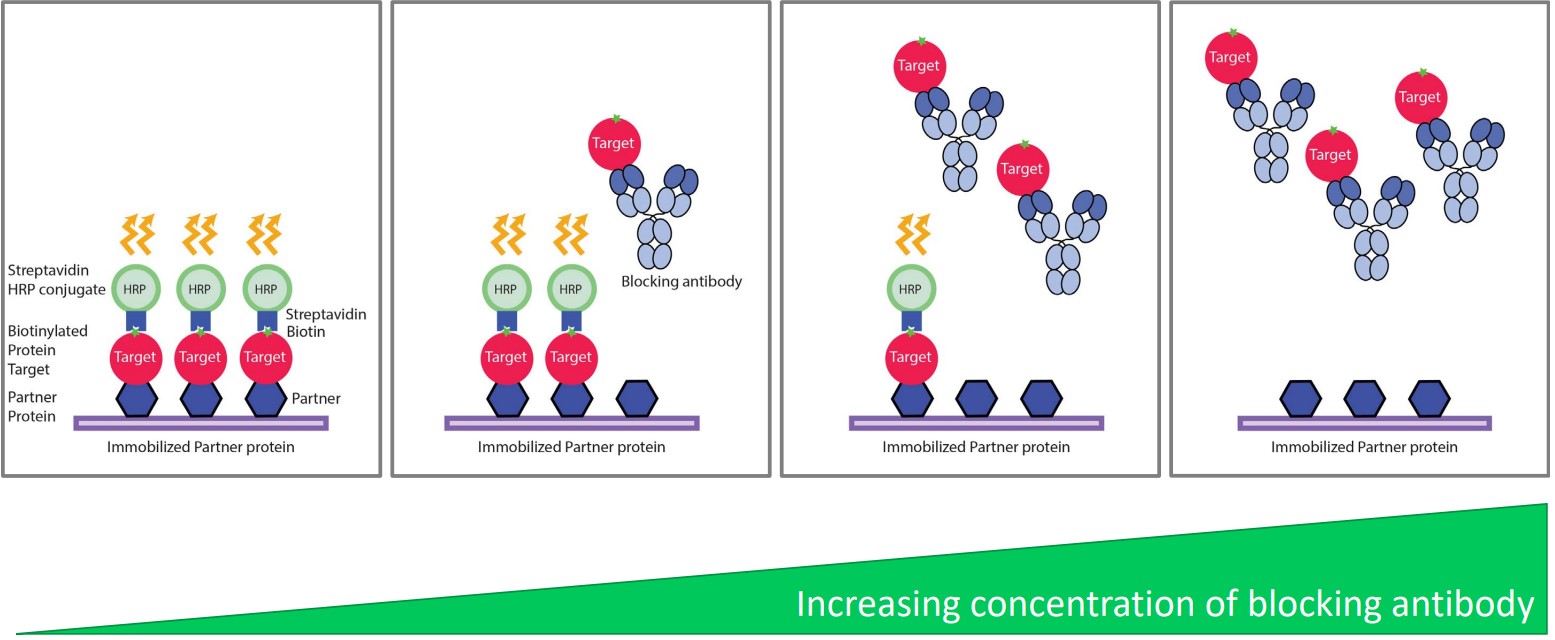 Streptavidin
HRP conjugate
HRP
HRP
HRP
Streptavidin
Biotin
Biotinylated
Protein
Target
Target
Target
Target
Partner
Protein
Partner
Immobilized Partner protein
Target
Blocking antibody
HRP
HRP
Target
Target
Immobilized Partner protein
Target
Target
HRP
Target
Immobilized Partner protein
Target
Target
Target
Immobilized Partner protein
Increasing concentration of blocking antibody